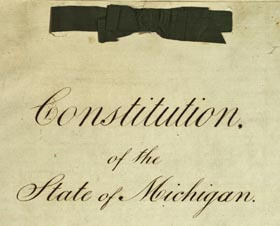 Constitution.
of the
State of Michigan.